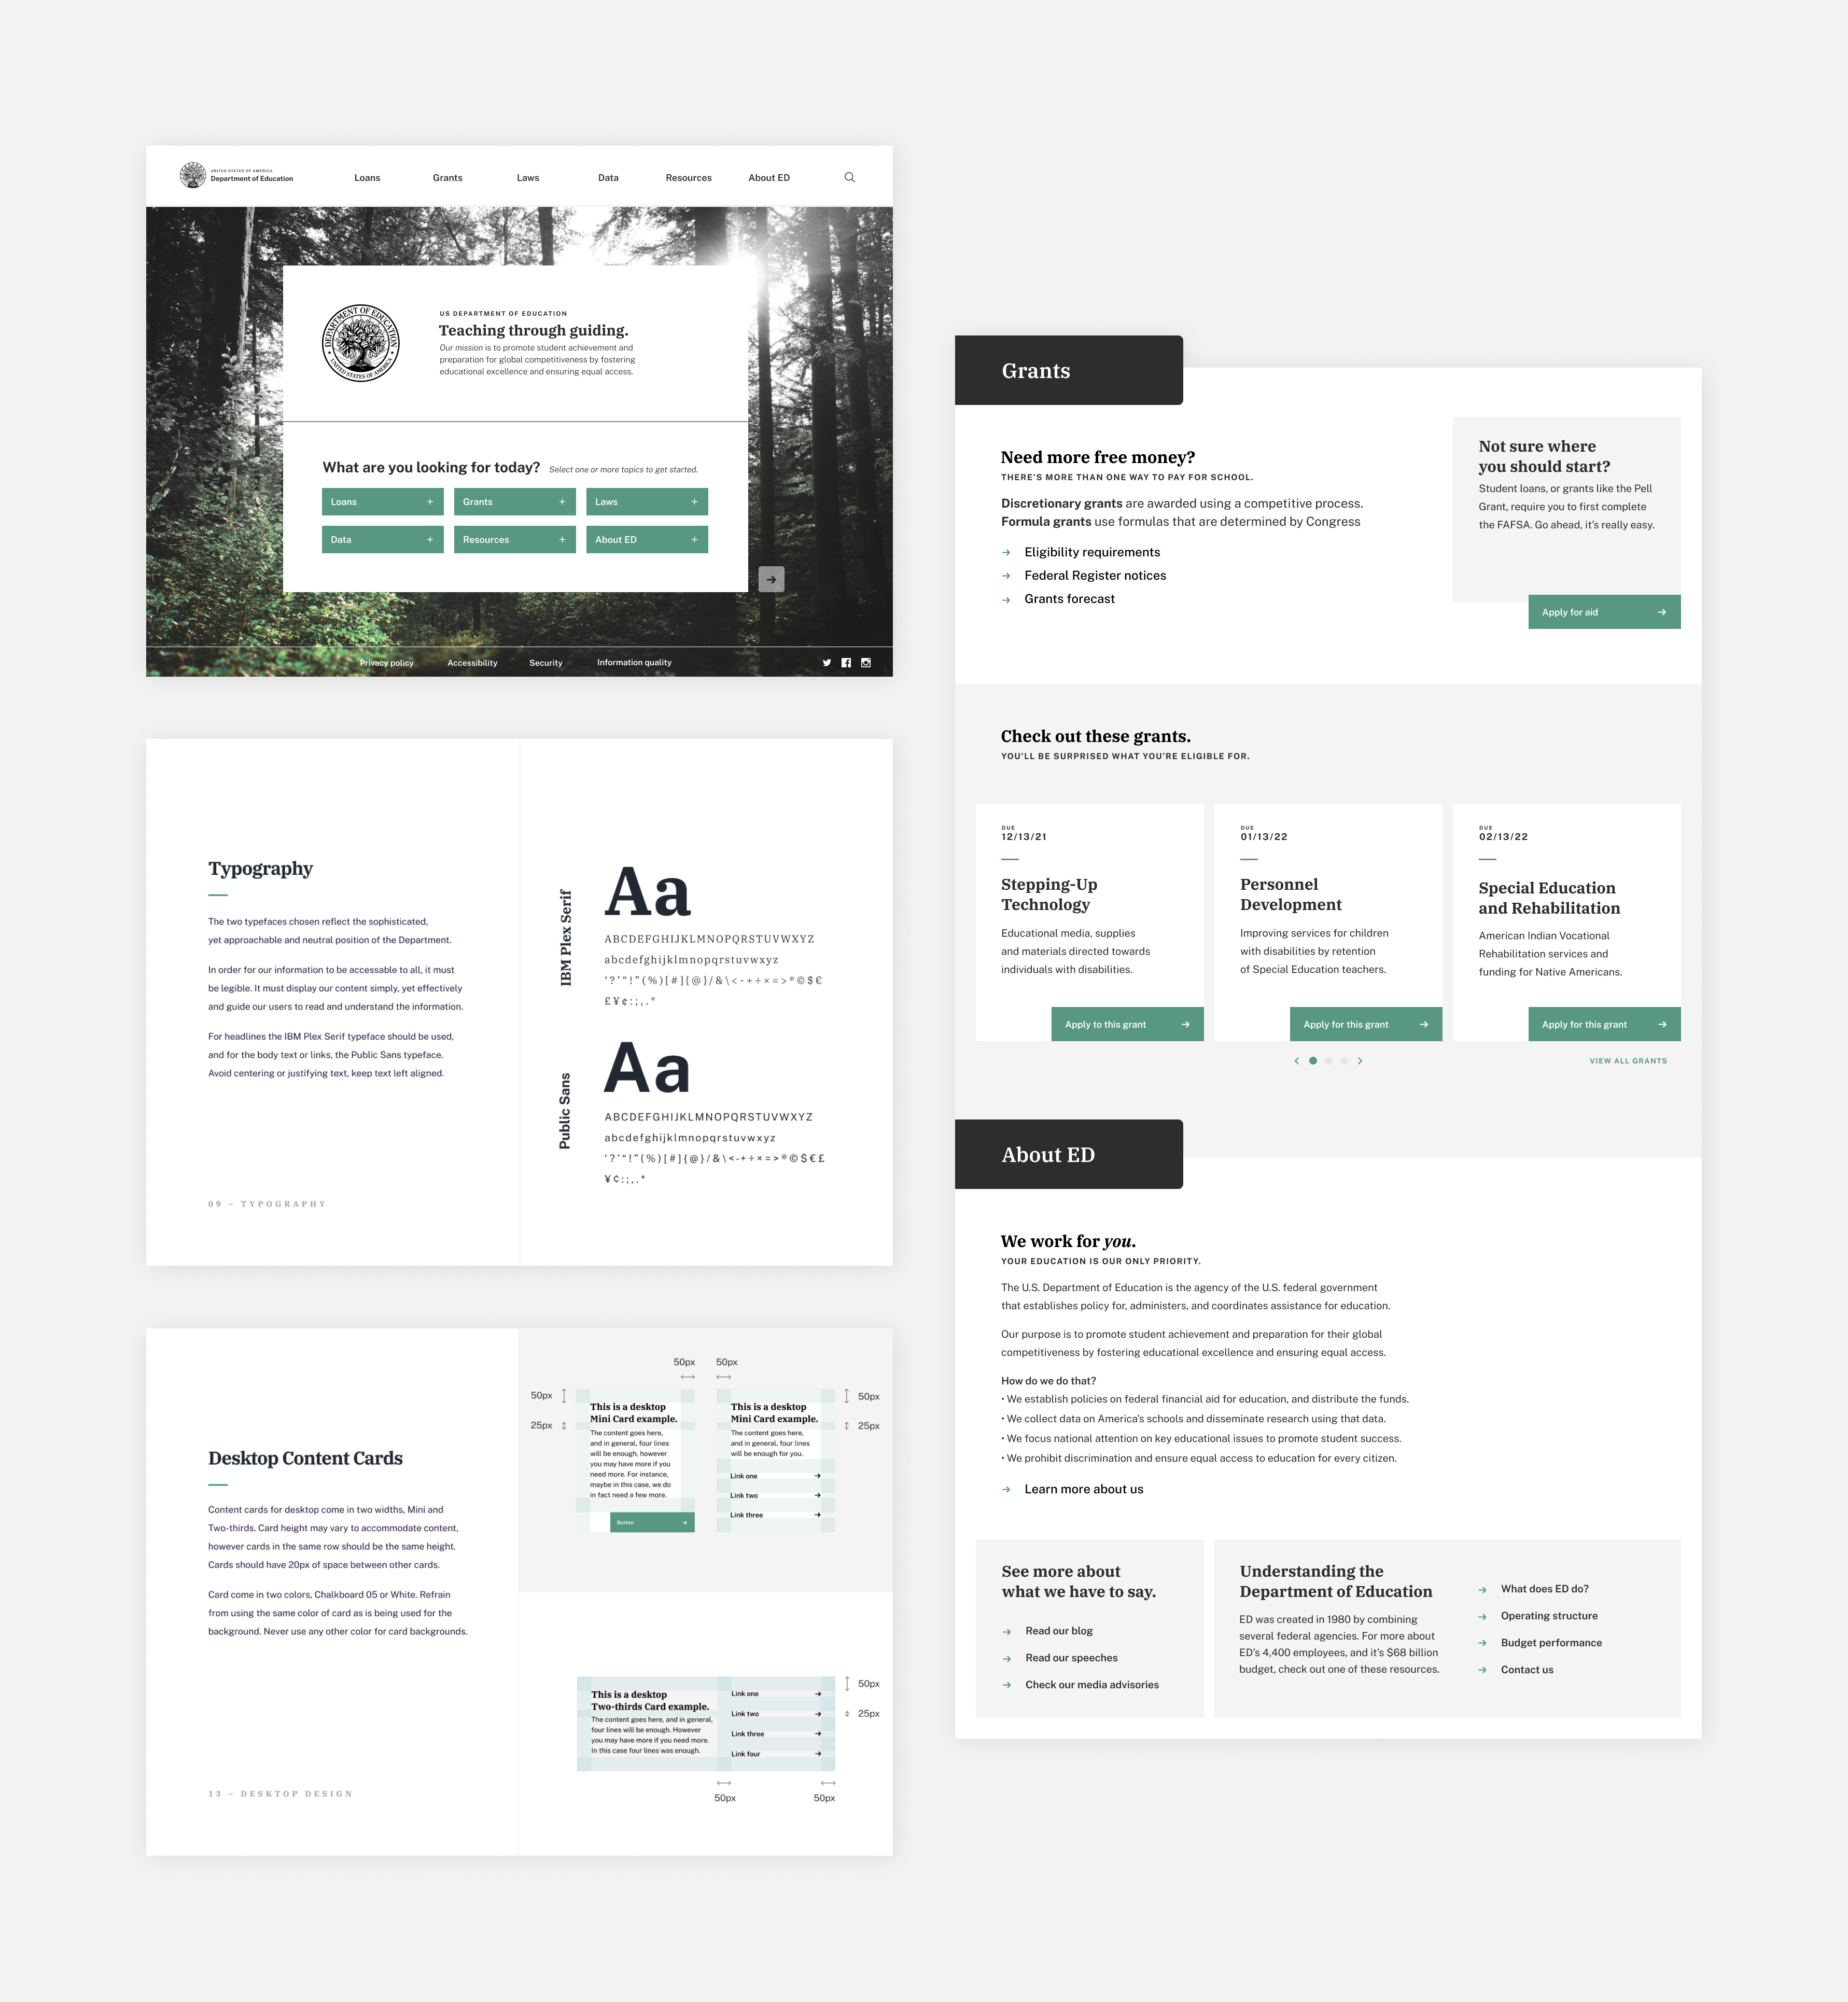 UNITED STATES OF AMERICA
Department of Education
Loans
Grants
Laws
Data
Resources
About ED
DEPARTMENT OF EDUCATION
UNITED STATES OF AMERICA
US DEPARTMENT OF EDUCATION
Teaching through guiding.
Our mission is to promote student achievement and
preparation for global competitiveness by fostering
educational excellence and ensuring equal access.
What are you looking for today? Select one or more topics to get started.
Loans +
Grants +
Laws +
Data +
Resources +
About ED +
Privacy policy
Accessibility
Security
Information quality
Typography
The two typefaces chosen reflect the sophisticated,
yet approachable and neutral position of the Department.
In order for our information to be accessable to all, it must
be legible. It must display our content simply, yet effectively
and guide our users to read and understand the information.
For headlines the IBM Plex Serif typeface should be used,
and for the body text or links, the Public Sans typeface.
Avoid centering or justifying text, keep text left aligned.
09 – TYPOGRAPHY
IBM Plex Serif
Aa
ABCDEFGHIJKLMNOPQRSTUVWXYZ
abcdefghijklmnopqrstuvwxyz
‘?’“!”(%)[#]{@}/&\<-+÷×=>®©$€
£¥¢:;,.*
Public Sans
Aa
ABCDEFGHIJKLMNOPQRSTUVWXYZ
abcdefghijklmnopqrstuvwxyz
‘?’“!”(%)[#]{@}/&\<-+÷×=>®©$€£
¥¢:;,.*
Desktop Content Cards
Content cards for desktop come in two widths, Mini and
Two-thirds. Card height may vary to accommodate content,
however cards in the same row should be the same height.
Cards should have 20px of space between other cards.
Card come in two colors, Chalkboard 05 or White. Refrain
from using the same color of card as is being used for the
background. Never use any other color for card backgrounds.
13 – DESKTOP DESIGN
50px
50px
50px
25px
This is a desktop
Mini Card example.
The content goes here,
and in general, four lines
will be enough, however
you may have more if you
need more. For instance,
maybe in this case, we do
in fact need a few more.
Button
This is a desktop
Mini Card example.
The content goes here,
and in general, four lines
will be enough for you.
Link one
Link two
Link three
50px
25px
This is a desktop
Two-thirds Card example.
The content goes here, and in general,
four lines will be enough. However
you may have more if you need more.
In this case four lines was enough.
Link one
Link two
Link three
Link four
50px
25px
50px
50px
Grants
Need more free money?
THERE’S MORE THAN ONE WAY TO PAY FOR SCHOOL.
Discretionary grants are awarded using a competitive process.
Formula grants use formulas that are determined by Congress
Eligibility requirements
Federal Register notices
Grants forecast
Not sure where
you should start?
Student loans, or grants like the Pell
Grant, require you to first complete
the FAFSA. Go ahead, it’s really easy.
Apply for aid
Check out these grants.
YOU’LL BE SURPRISED WHAT YOU’RE ELIGIBLE FOR.
DUE
12/13/21
Stepping-Up
Technology
Educational media, supplies
and materials directed towards
individuals with disabilities.
Apply to this grant
DUE
01/13/22
Personnel
Development
Improving services for children
with disabilities by retention
of Special Education teachers.
Apply for this grant
DUE
02/13/22
Special Education
and Rehabilitation
American Indian Vocational
Rehabilitation services and
funding for Native Americans.
Apply for this grant
VIEW ALL GRANTS
About ED
We work for you.
YOUR EDUCATION IS OUR ONLY PRIORITY.
The U.S. Department of Education is the agency of the U.S. federal government
that establishes policy for, administers, and coordinates assistance for education.
Our purpose is to promote student achievement and preparation for their global
competitiveness by fostering educational excellence and ensuring equal access.
How do we do that?
• We establish policies on federal financial aid for education, and distribute the funds.
• We collect data on America's schools and disseminate research using that data.
• We focus national attention on key educational issues to promote student success.
• We prohibit discrimination and ensure equal access to education for every citizen.
Learn more about us
See more about
what we have to say.
Read our blog
Read our speeches
Check our media advisories
Understanding the
Department of Education
ED was created in 1980 by combining
several federal agencies. For more about
ED’s 4,400 employees, and it’s $68 billion
budget, check out one of these resources.
What does ED do?
Operating structure
Budget performance
Contact us